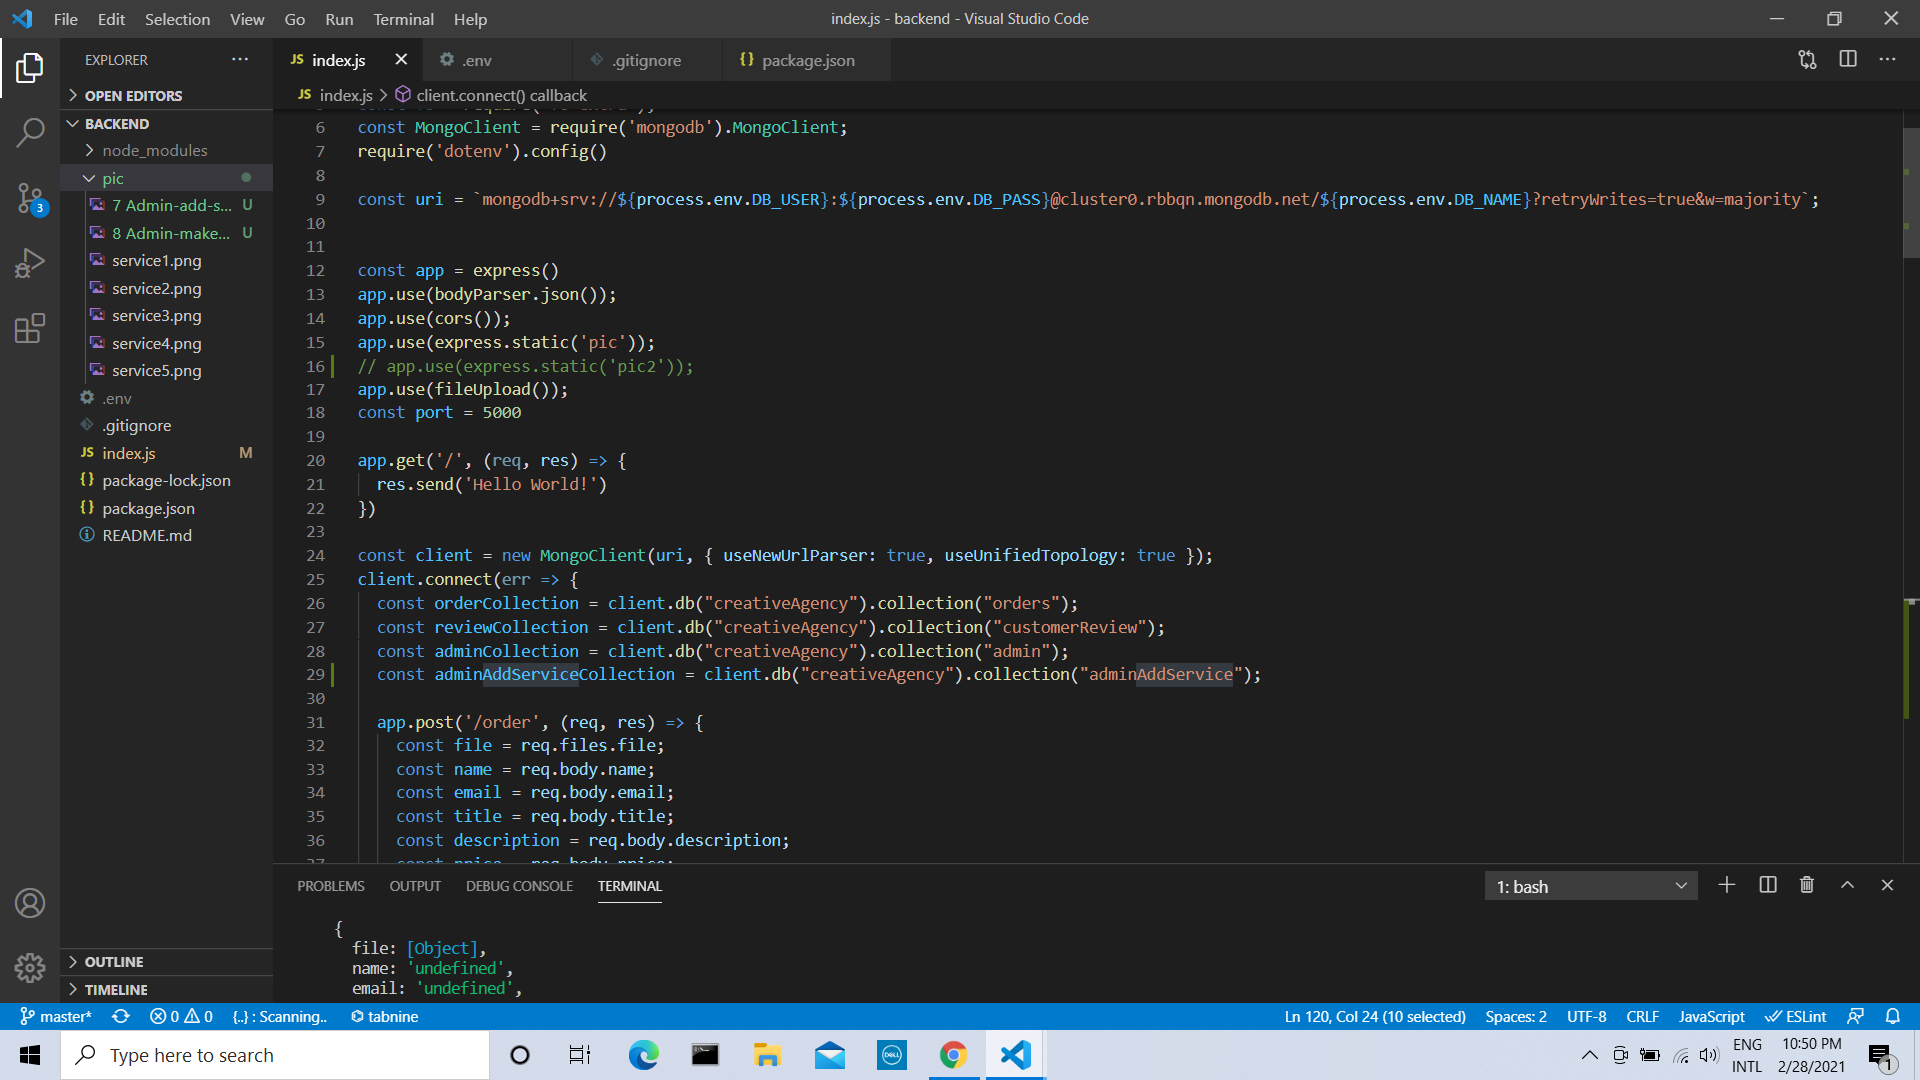 File Edit Selection View Go Run Terminal Help
index.js - backend - Visual Studio Code
EXPLORER
OPEN EDITORS
BACKEND
node_modules
pic
7 Admin-add-s... U
8 Admin-make... U
service1.png
service2.png
service3.png
service4.png
service5.png
.env
.gitignore
JS index.js M
{} package-lock.json
{} package.json
README.md
OUTLINE
TIMELINE
JS index.js
.env
.gitignore
{} package.json
JS index.js > client.connect() callback
6 const MongoClient = require('mongodb').MongoClient;
7 require('dotenv').config()
8
9 const uri = `mongodb+srv://${process.env.DB_USER}:${process.env.DB_PASS}@cluster0.rbbqn.mongodb.net/${process.env.DB_NAME}?retryWrites=true&w=majority`;
10
11
12 const app = express()
13 app.use(bodyParser.json());
14 app.use(cors());
15 app.use(express.static('pic'));
16 // app.use(express.static('pic2'));
17 app.use(fileUpload());
18 const port = 5000
19
20 app.get('/', (req, res) => {
21 res.send('Hello World!')
22 })
23
24 const client = new MongoClient(uri, { useNewUrlParser: true, useUnifiedTopology: true });
25 client.connect(err => {
26 const orderCollection = client.db("creativeAgency").collection("orders");
27 const reviewCollection = client.db("creativeAgency").collection("customerReview");
28 const adminCollection = client.db("creativeAgency").collection("admin");
29 const adminAddServiceCollection = client.db("creativeAgency").collection("adminAddService");
30
31 app.post('/order', (req, res) => {
32 const file = req.files.file;
33 const name = req.body.name;
34 const email = req.body.email;
35 const title = req.body.title;
36 const description = req.body.description;
37 const price = req.body.price;
PROBLEMS OUTPUT DEBUG CONSOLE TERMINAL
1: bash
{
file: [Object],
name: 'undefined',
email: 'undefined',
3
master* 0 0 {..} : Scanning.. tabnine
Ln 120, Col 24 (10 selected) Spaces: 2 UTF-8 CRLF JavaScript ESLint
Type here to search
DELL
ENG
INTL
10:50 PM
2/28/2021
1